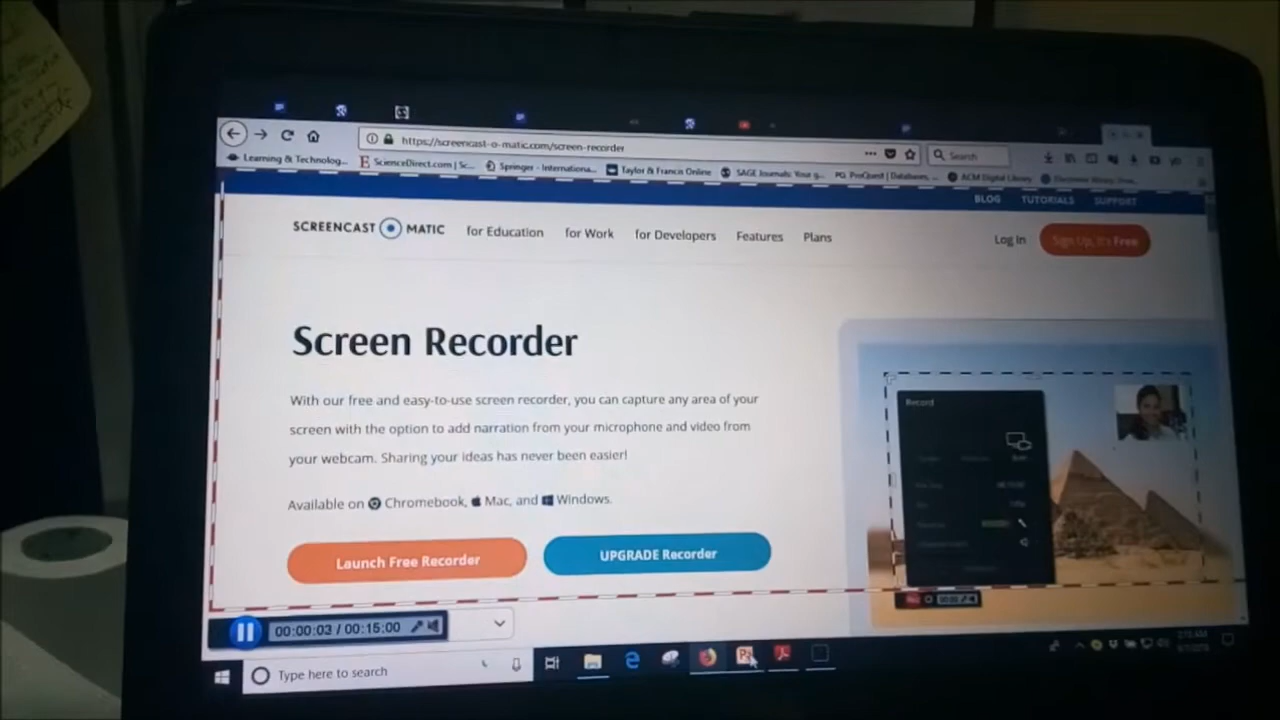 https://screencast-o-matic.com/screen-recorder
Search
Learning & Technolog...
ScienceDirect.com | Sc...
Springer - Internationa...
Taylor & Francis Online
SAGE Journals: Your g...
ProQuest | Databases, ...
ACM Digital Library
BLOG TUTORIALS SUPPORT
SCREENCAST MATIC for Education for Work for Developers Features Plans Log In Sign Up, It's Free
Screen Recorder
With our free and easy-to-use screen recorder, you can capture any area of your
screen with the option to add narration from your microphone and video from
your webcam. Sharing your ideas has never been easier!
Available on Chromebook, Mac, and Windows.
Launch Free Recorder UPGRADE Recorder
Record
00:00:03 / 00:15:00
Type here to search